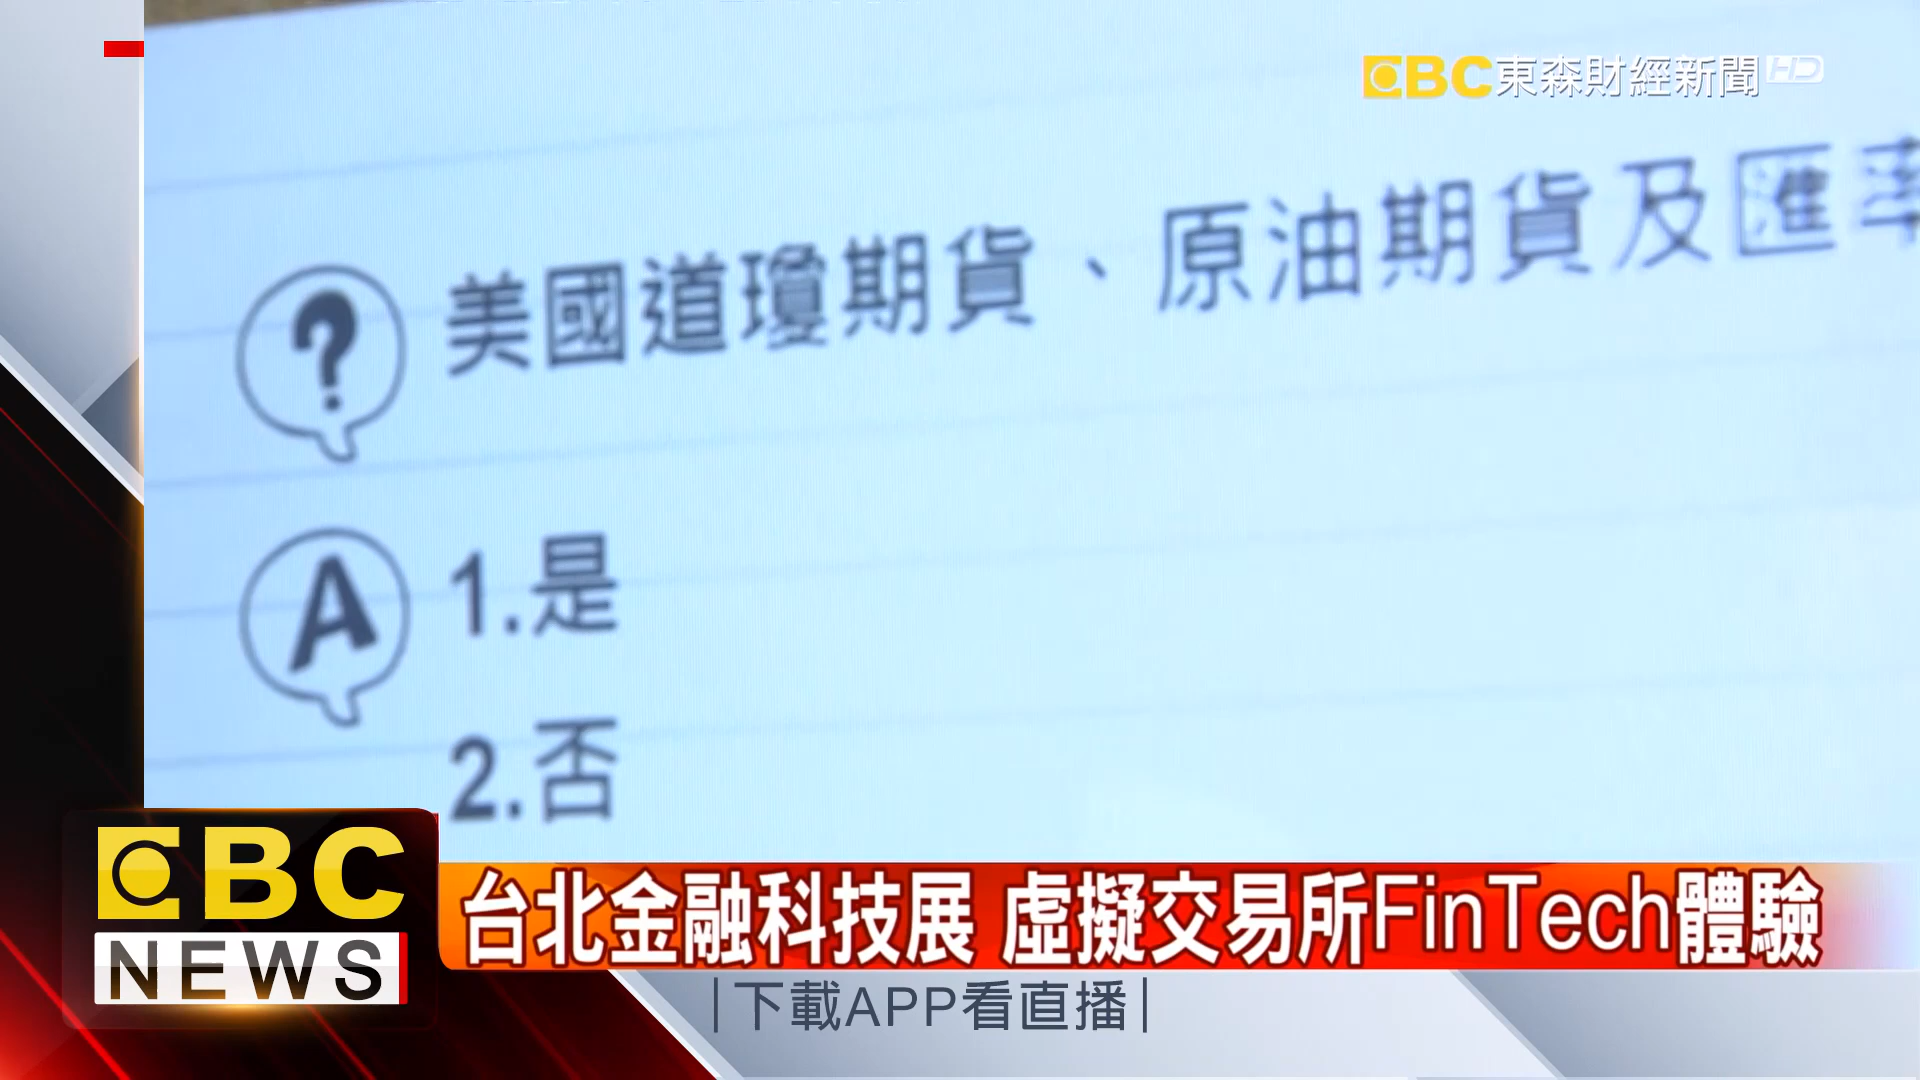 EBC東森財經新聞HD
? 美國道瓊期貨、原油期貨及匯率
A 1.是
2.否
EBC
NEWS
台北金融科技展 虛擬交易所FinTech體驗
|下載APP看直播|